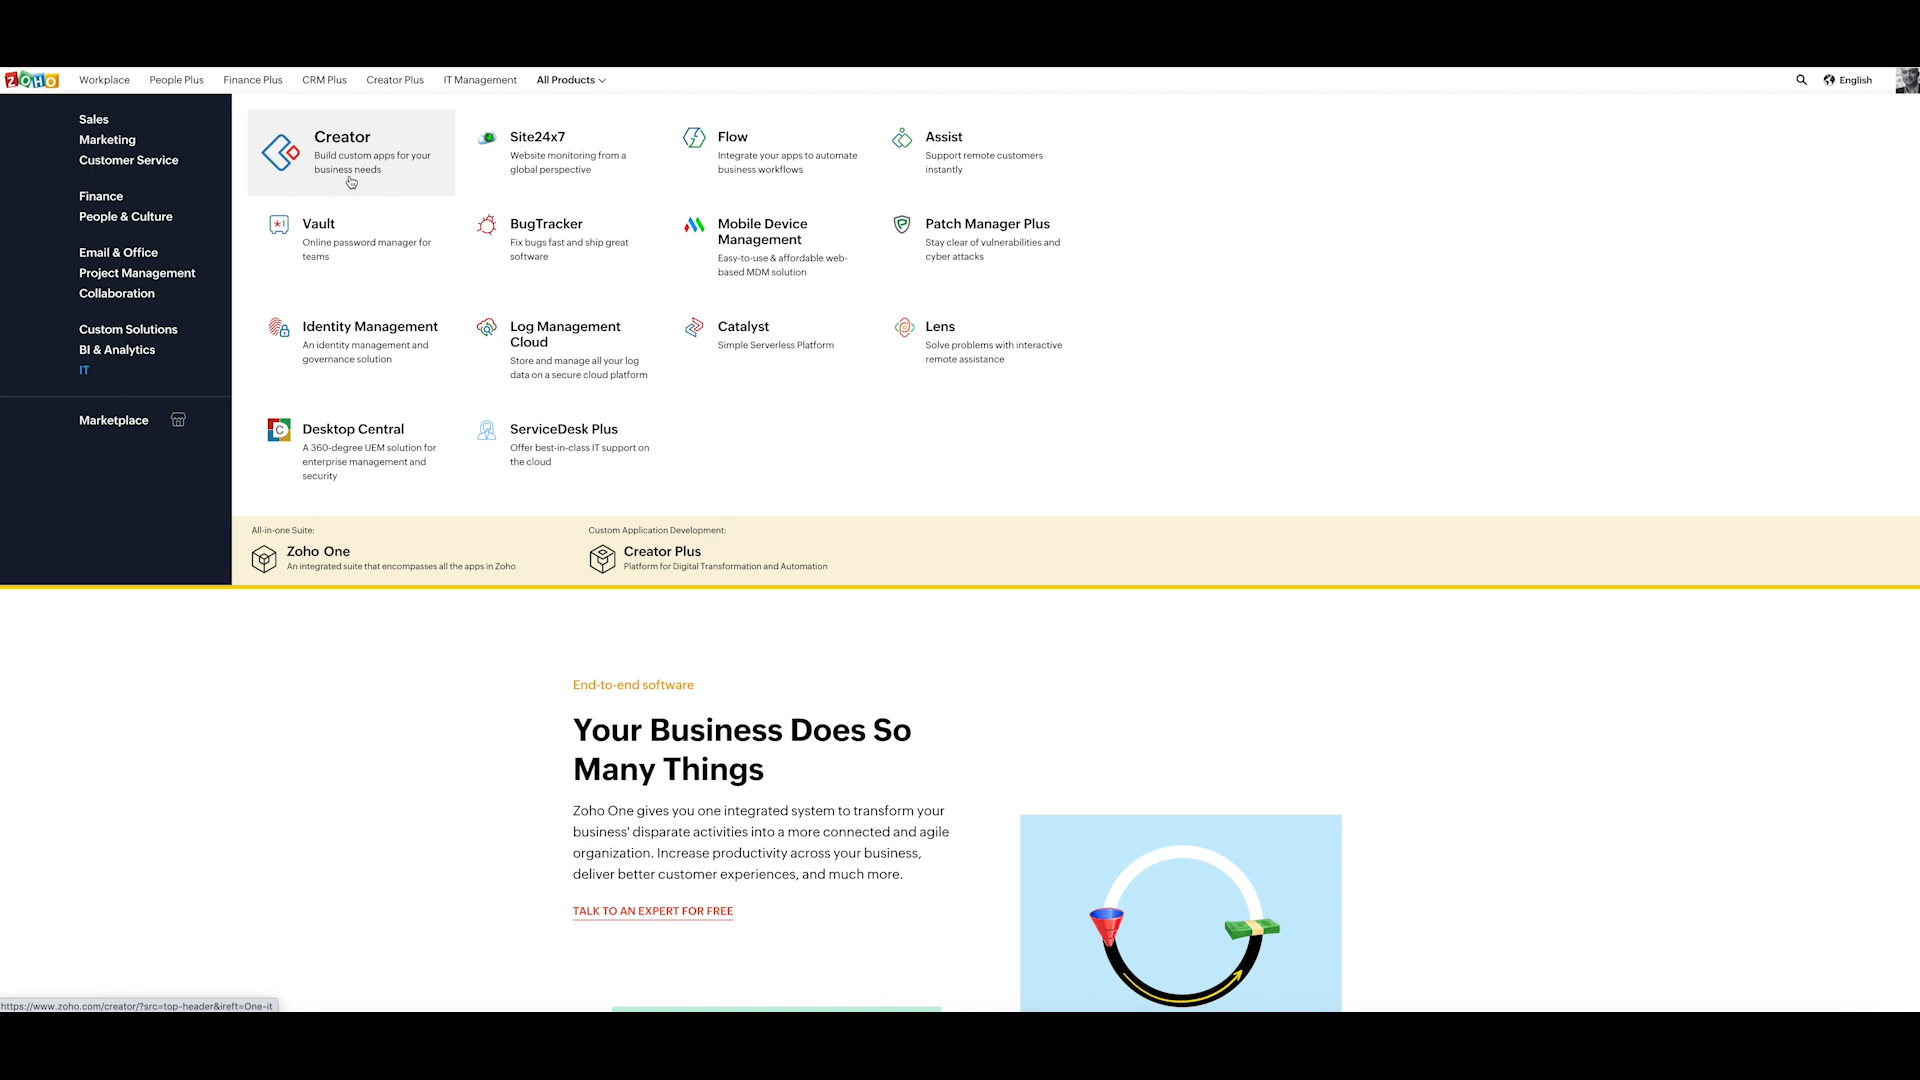 ZOHO Workplace People Plus Finance Plus CRM Plus Creator Plus IT Management All Products English
Sales
Marketing
Customer Service
Finance
People & Culture
Email & Office
Project Management
Collaboration
Custom Solutions
BI & Analytics
IT
Marketplace
Creator
Build custom apps for your
business needs
Site24x7
Website monitoring from a
global perspective
Flow
Integrate your apps to automate
business workflows
Assist
Support remote customers
instantly
Vault
Online password manager for
teams
BugTracker
Fix bugs fast and ship great
software
Mobile Device
Management
Easy-to-use & affordable web-
based MDM solution
Patch Manager Plus
Stay clear of vulnerabilities and
cyber attacks
Identity Management
An identity management and
governance solution
Log Management
Cloud
Store and manage all your log
data on a secure cloud platform
Catalyst
Simple Serverless Platform
Lens
Solve problems with interactive
remote assistance
Desktop Central
A 360-degree UEM solution for
enterprise management and
security
ServiceDesk Plus
Offer best-in-class IT support on
the cloud
All-in-one Suite:
Zoho One
An integrated suite that encompasses all the apps in Zoho
Custom Application Development:
Creator Plus
Platform for Digital Transformation and Automation
End-to-end software
Your Business Does So
Many Things
Zoho One gives you one integrated system to transform your
business' disparate activities into a more connected and agile
organization. Increase productivity across your business,
deliver better customer experiences, and much more.
TALK TO AN EXPERT FOR FREE
https://www.zoho.com/creator/?src=top-header&ireft=One-it